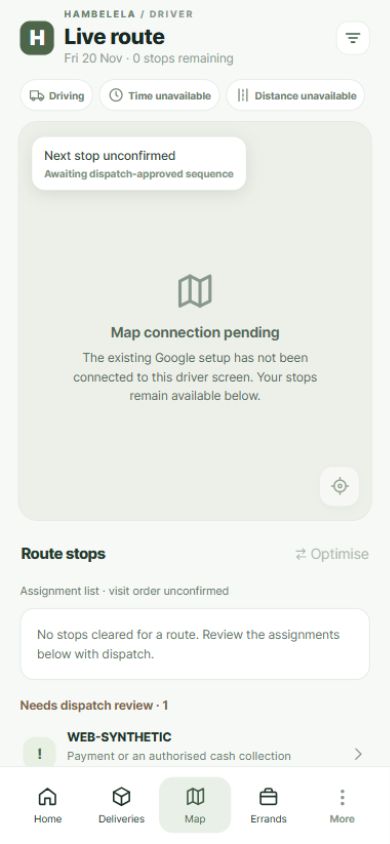 HAMBELELA / DRIVER
H
Live route
Fri 20 Nov · 0 stops remaining
Driving
Time unavailable
Distance unavailable
Next stop unconfirmed
Awaiting dispatch-approved sequence
Map connection pending
The existing Google setup has not been
connected to this driver screen. Your stops
remain available below.
Route stops
Optimise
Assignment list · visit order unconfirmed
No stops cleared for a route. Review the assignments
below with dispatch.
Needs dispatch review · 1
WEB-SYNTHETIC
!
Payment or an authorised cash collection
Home
Deliveries
Map
Errands
More